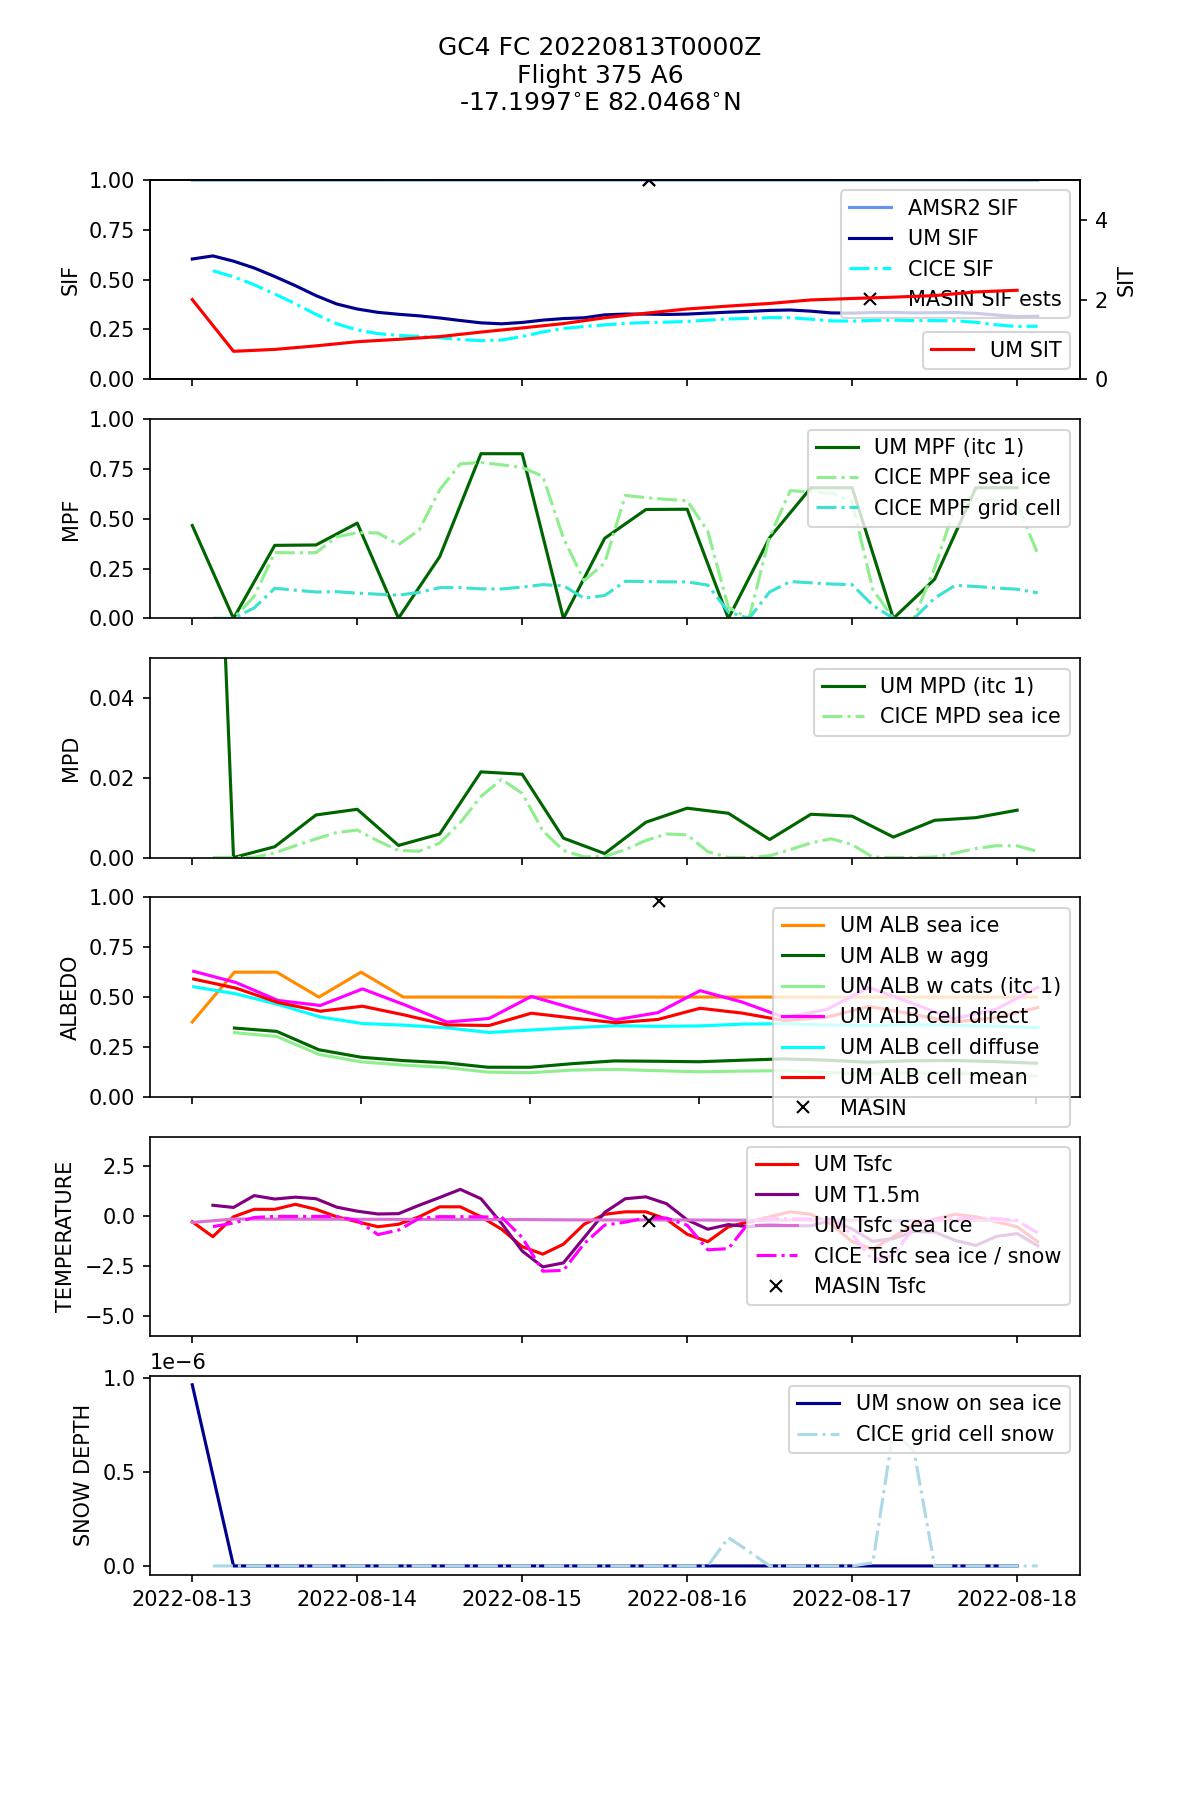 GC4 FC 20220813T0000Z
Flight 375 A6
-17.1997°E 82.0468°N
1.00
0.75
0.50
0.25
0.00
SIF
4
2
0
SIT
AMSR2 SIF
UM SIF
CICE SIF
MASIN SIF ests
UM SIT
1.00
0.75
0.50
0.25
0.00
MPF
UM MPF (itc 1)
CICE MPF sea ice
CICE MPF grid cell
0.04
0.02
0.00
MPD
UM MPD (itc 1)
CICE MPD sea ice
1.00
0.75
0.50
0.25
0.00
ALBEDO
UM ALB sea ice
UM ALB w agg
UM ALB w cats (itc 1)
UM ALB cell direct
UM ALB cell diffuse
UM ALB cell mean
MASIN
2.5
0.0
−2.5
−5.0
TEMPERATURE
UM Tsfc
UM T1.5m
UM Tsfc sea ice
CICE Tsfc sea ice / snow
MASIN Tsfc
1e−6
1.0
0.5
0.0
SNOW DEPTH
UM snow on sea ice
CICE grid cell snow
2022-08-13
2022-08-14
2022-08-15
2022-08-16
2022-08-17
2022-08-18